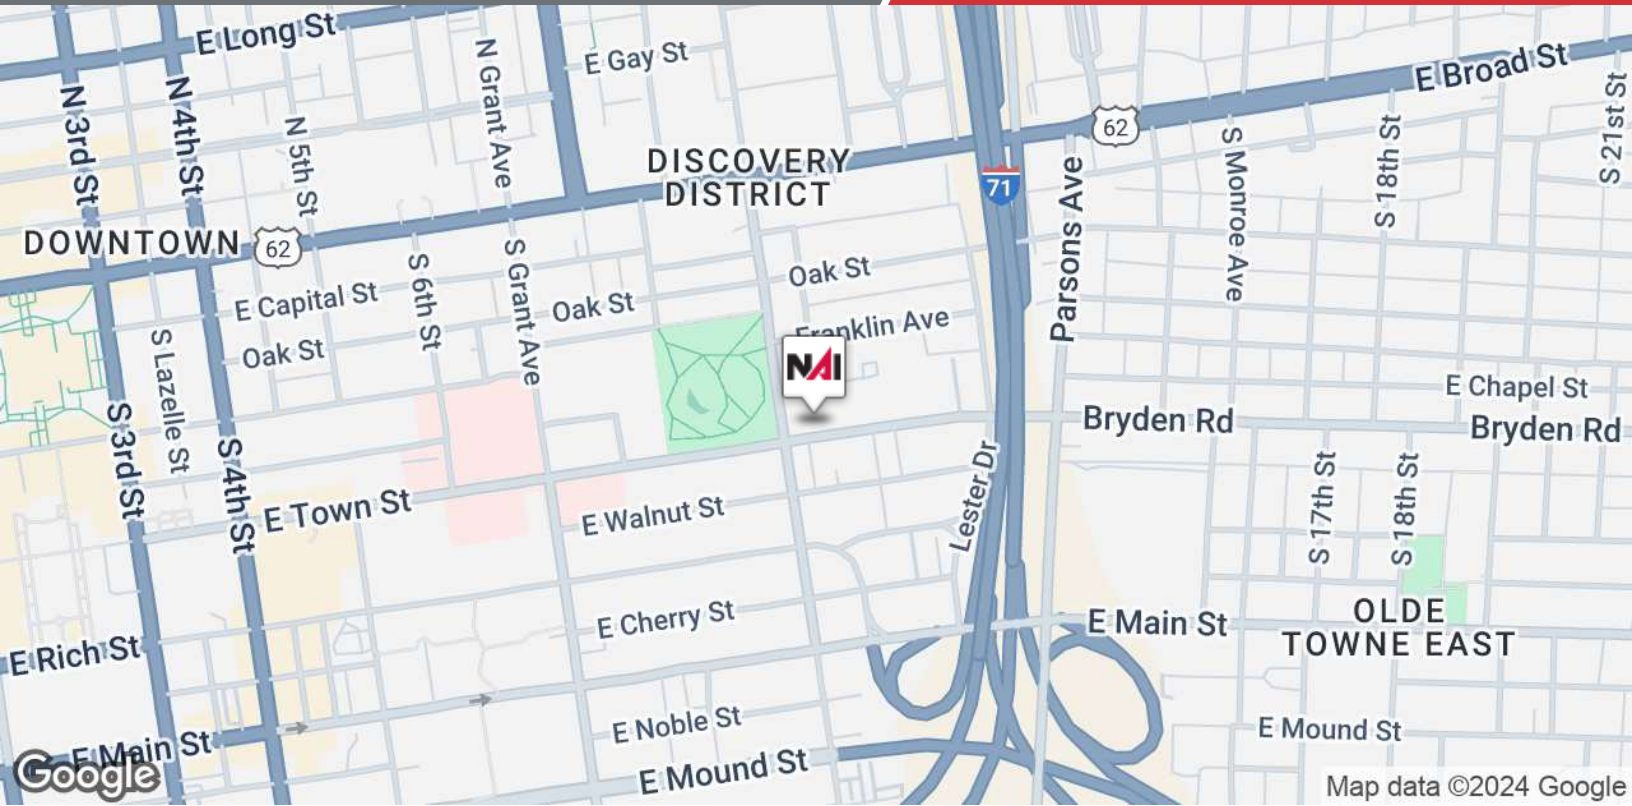 E Long St
N Grant Ave
E Gay St
E Broad St
S 21st St
N 3rd St
N 4th St
N 5th St
62
S 18th St
S Monroe Ave
DISCOVERY
DISTRICT
71
Parsons Ave
DOWNTOWN
62
S Grant Ave
S 6th St
Oak St
E Capital St
Oak St
Franklin Ave
Oak St
S Lazelle St
NAI
E Chapel St
Bryden Rd
Bryden Rd
S 3rd St
S 4th St
Lester Dr
S 17th St
S 18th St
E Town St
E Walnut St
E Cherry St
E Main St
OLDE
TOWNE EAST
E Rich St
E Noble St
E Mound St
E Main St
E Mound St
Google
Map data ©2024 Google